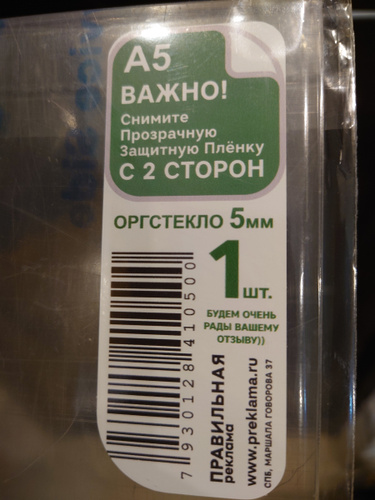 А5
ВАЖНО!
Снимите
Прозрачную
Защитную Плёнку
С 2 СТОРОН
ОРГСТЕКЛО 5мм
1 шт.
БУДЕМ ОЧЕНЬ
РАДЫ ВАШЕМУ
ОТЗЫВУ))
7 930128 410500
ПРАВИЛЬНАЯ
реклама
www.preklama.ru
СПБ, МАРШАЛА ГОВОРОВА 37